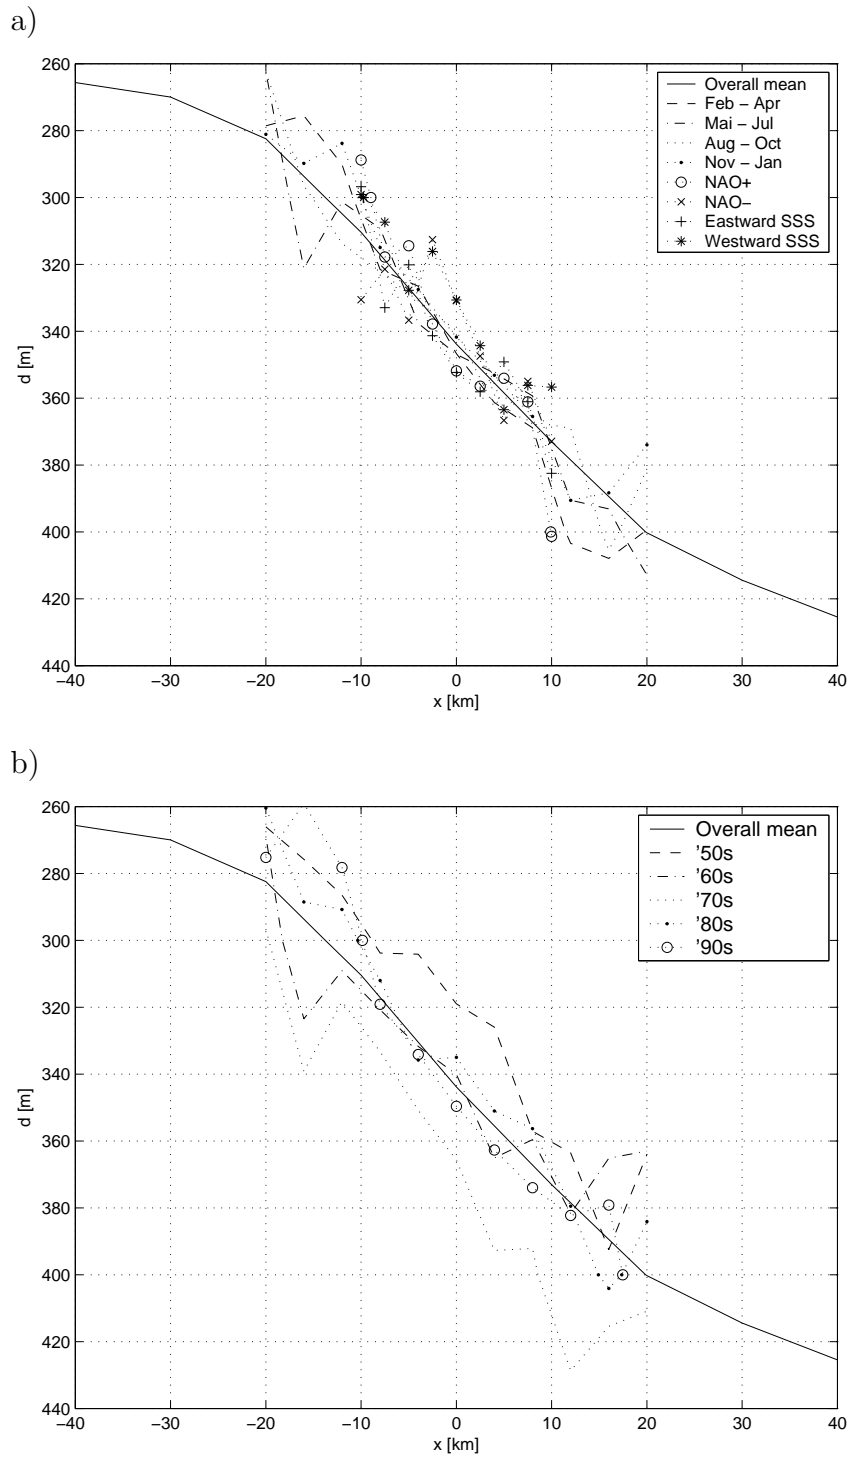 a)
260
280
300
320
340
360
380
400
420
440
d [m]
−40
−30
−20
−10
0
10
20
30
40
x [km]
Overall mean
Feb − Apr
Mai − Jul
Aug − Oct
Nov − Jan
NAO+
NAO−
Eastward SSS
Westward SSS
b)
260
280
300
320
340
360
380
400
420
440
d [m]
−40
−30
−20
−10
0
10
20
30
40
x [km]
Overall mean
'50s
'60s
'70s
'80s
'90s